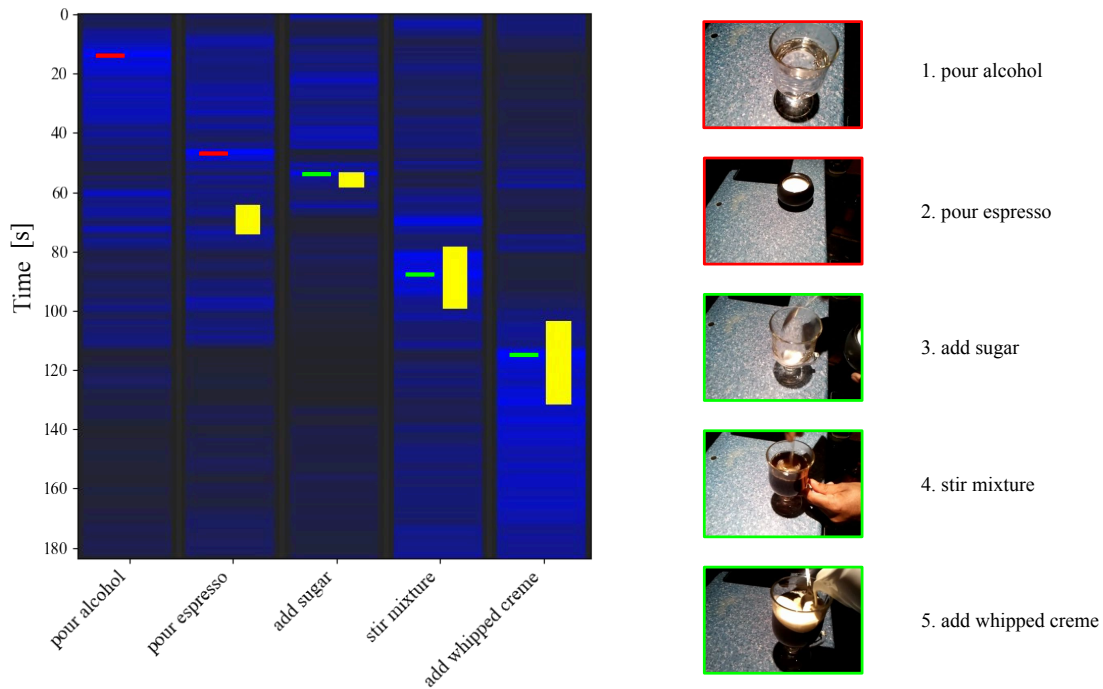 0
20
40
60
80
100
120
140
160
180
Time [s]
pour alcohol
pour espresso
add sugar
stir mixture
add whipped creme
1. pour alcohol
2. pour espresso
3. add sugar
4. stir mixture
5. add whipped creme